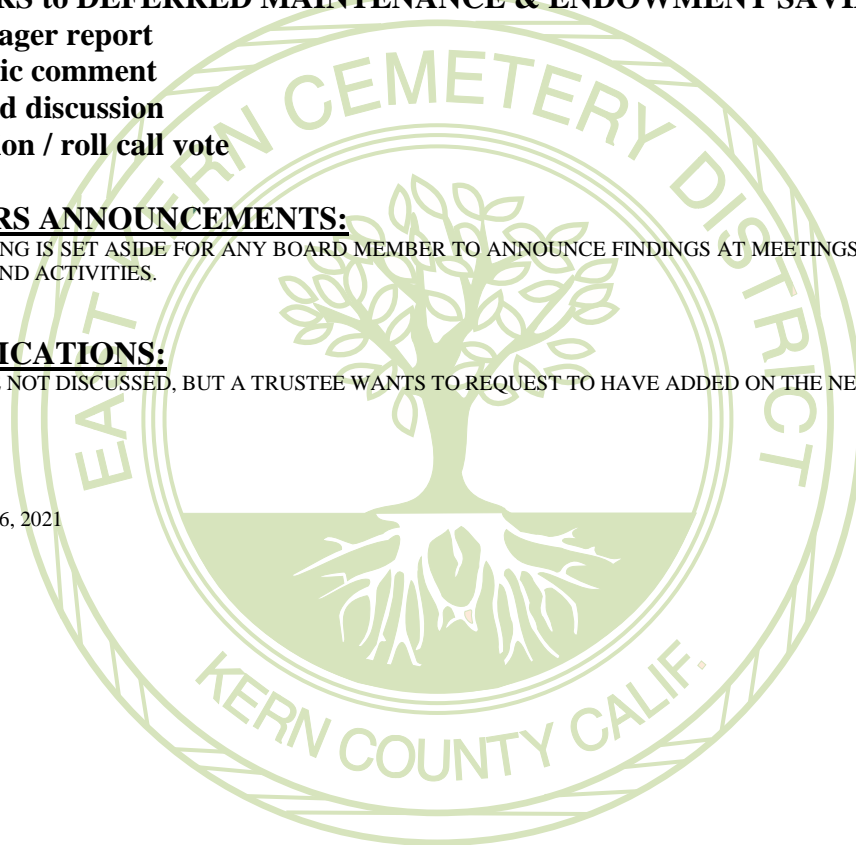 RS to DEFERRED MAINTENANCE & ENDOWMENT SAVI
ager report
ic comment
d discussion
on / roll call vote
RS ANNOUNCEMENTS:
NG IS SET ASIDE FOR ANY BOARD MEMBER TO ANNOUNCE FINDINGS AT MEETINGS
ND ACTIVITIES.
ICATIONS:
NOT DISCUSSED, BUT A TRUSTEE WANTS TO REQUEST TO HAVE ADDED ON THE NE
6, 2021
EAST KERN CEMETERY DISTRICT
KERN COUNTY CALIF.